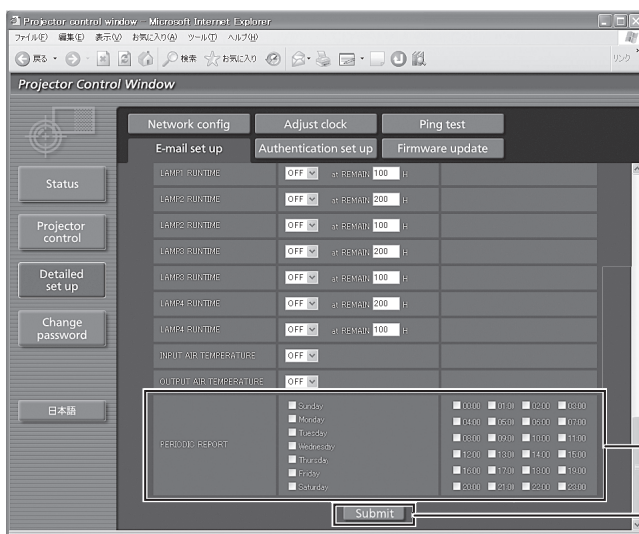 Projector control window - Microsoft Internet Explorer
ファイル(F) 編集(E) 表示(V) お気に入り(A) ツール(T) ヘルプ(H)
戻る 検索 お気に入り リンク
Projector Control Window
Network config Adjust clock Ping test
E-mail set up Authentication set up Firmware update
Status
Projector control
Detailed set up
Change password
日本語
LAMP1 RUNTIME OFF at REMAIN 100 H
LAMP2 RUNTIME OFF at REMAIN 200 H
LAMP2 RUNTIME OFF at REMAIN 100 H
LAMP3 RUNTIME OFF at REMAIN 200 H
LAMP3 RUNTIME OFF at REMAIN 100 H
LAMP4 RUNTIME OFF at REMAIN 200 H
LAMP4 RUNTIME OFF at REMAIN 100 H
INPUT AIR TEMPERATURE OFF
OUTPUT AIR TEMPERATURE OFF
PERIODIC REPORT
Sunday
Monday
Tuesday
Wednesday
Thursday
Friday
Saturday
00:00 01:00 02:00 03:00
04:00 05:00 06:00 07:00
08:00 09:00 10:00 11:00
12:00 13:00 14:00 15:00
16:00 17:00 18:00 19:00
20:00 21:00 22:00 23:00
Submit